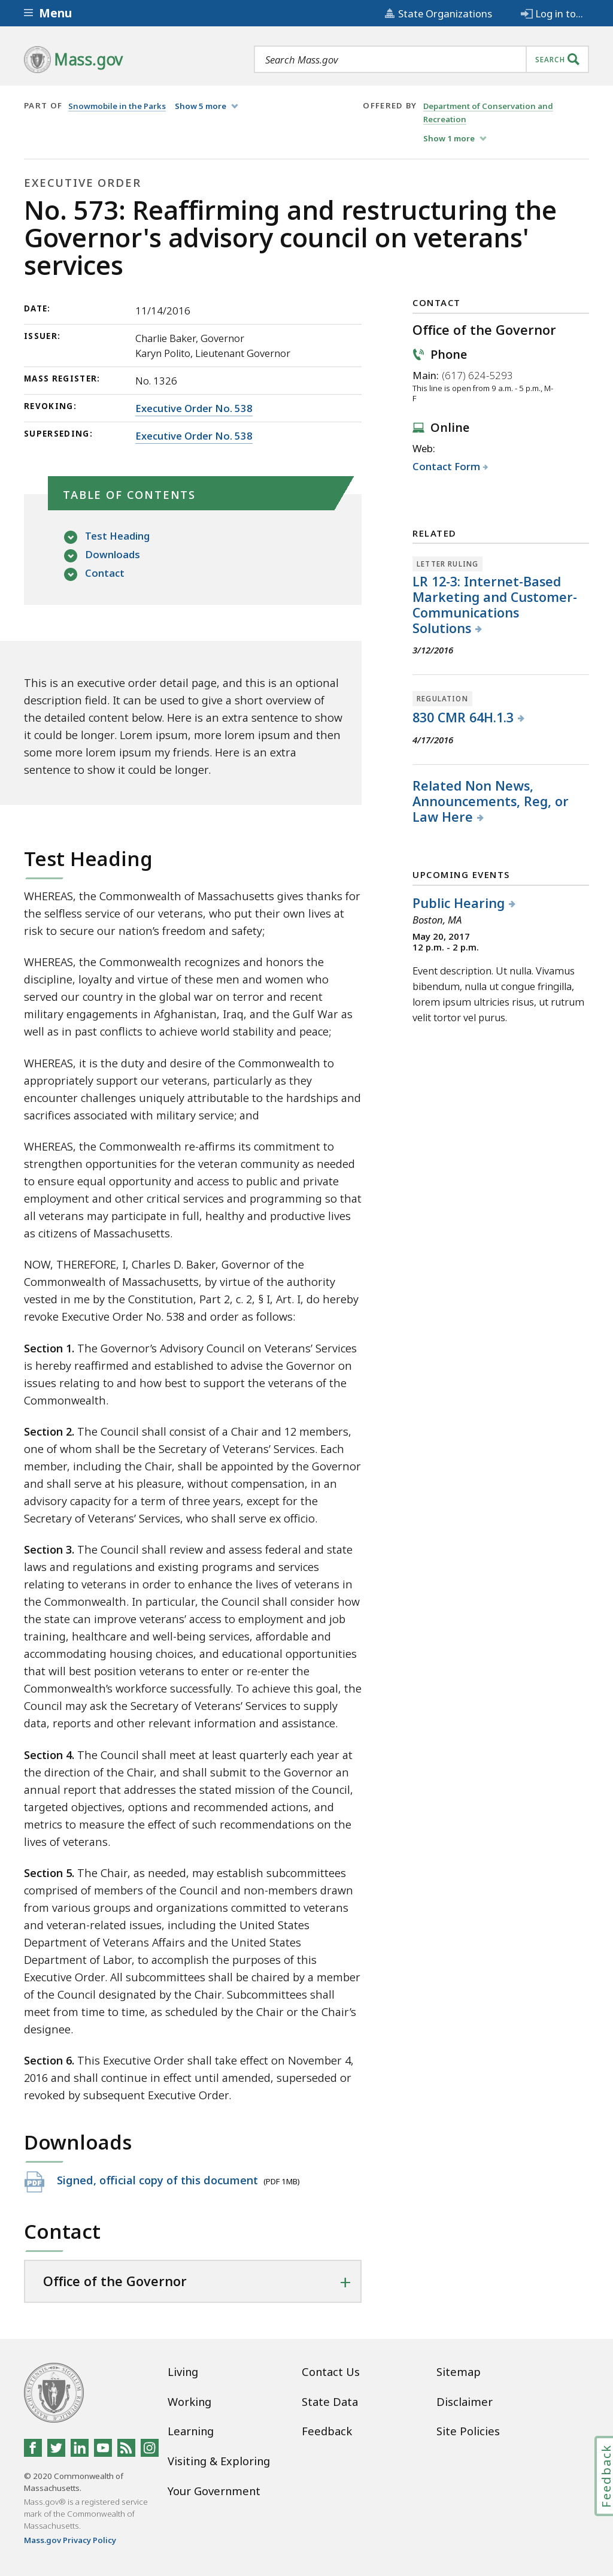 Menu
State Organizations
Log in to...
Mass.gov
Search Mass.gov
SEARCH
PART OF Snowmobile in the Parks Show 5 more
OFFERED BY Department of Conservation and
Recreation
Show 1 more
EXECUTIVE ORDER
No. 573: Reaffirming and restructuring the
Governor's advisory council on veterans'
services
DATE: 11/14/2016
ISSUER: Charlie Baker, Governor
Karyn Polito, Lieutenant Governor
MASS REGISTER: No. 1326
REVOKING: Executive Order No. 538
SUPERSEDING: Executive Order No. 538
TABLE OF CONTENTS
Test Heading
Downloads
Contact
This is an executive order detail page, and this is an optional
description field. It can be used to give a short overview of
the detailed content below. Here is an extra sentence to show
it could be longer. Lorem ipsum, more lorem ipsum and then
some more lorem ipsum my friends. Here is an extra
sentence to show it could be longer.
Test Heading
WHEREAS, the Commonwealth of Massachusetts gives thanks for
the selfless service of our veterans, who put their own lives at
risk to secure our nation's freedom and safety;
WHEREAS, the Commonwealth recognizes and honors the
discipline, loyalty and virtue of these men and women who
served our country in the global war on terror and recent
military engagements in Afghanistan, Iraq, and the Gulf War as
well as in past conflicts to achieve world stability and peace;
WHEREAS, it is the duty and desire of the Commonwealth to
appropriately support our veterans, particularly as they
encounter challenges uniquely attributable to the hardships and
sacrifices associated with military service; and
WHEREAS, the Commonwealth re-affirms its commitment to
strengthen opportunities for the veteran community as needed
to ensure equal opportunity and access to public and private
employment and other critical services and programming so that
all veterans may participate in full, healthy and productive lives
as citizens of Massachusetts.
NOW, THEREFORE, I, Charles D. Baker, Governor of the
Commonwealth of Massachusetts, by virtue of the authority
vested in me by the Constitution, Part 2, c. 2, § I, Art. I, do hereby
revoke Executive Order No. 538 and order as follows:
Section 1. The Governor's Advisory Council on Veterans' Services
is hereby reaffirmed and established to advise the Governor on
issues relating to and how best to support the veterans of the
Commonwealth.
Section 2. The Council shall consist of a Chair and 12 members,
one of whom shall be the Secretary of Veterans' Services. Each
member, including the Chair, shall be appointed by the Governor
and shall serve at his pleasure, without compensation, in an
advisory capacity for a term of three years, except for the
Secretary of Veterans' Services, who shall serve ex officio.
Section 3. The Council shall review and assess federal and state
laws and regulations and existing programs and services
relating to veterans in order to enhance the lives of veterans in
the Commonwealth. In particular, the Council shall consider how
the state can improve veterans' access to employment and job
training, healthcare and well-being services, affordable and
accommodating housing choices, and educational opportunities
that will best position veterans to enter or re-enter the
Commonwealth's workforce successfully. To achieve this goal, the
Council may ask the Secretary of Veterans' Services to supply
data, reports and other relevant information and assistance.
Section 4. The Council shall meet at least quarterly each year at
the direction of the Chair, and shall submit to the Governor an
annual report that addresses the stated mission of the Council,
targeted objectives, options and recommended actions, and
metrics to measure the effect of such recommendations on the
lives of veterans.
Section 5. The Chair, as needed, may establish subcommittees
comprised of members of the Council and non-members drawn
from various groups and organizations committed to veterans
and veteran-related issues, including the United States
Department of Veterans Affairs and the United States
Department of Labor, to accomplish the purposes of this
Executive Order. All subcommittees shall be chaired by a member
of the Council designated by the Chair. Subcommittees shall
meet from time to time, as scheduled by the Chair or the Chair's
designee.
Section 6. This Executive Order shall take effect on November 4,
2016 and shall continue in effect until amended, superseded or
revoked by subsequent Executive Order.
Downloads
PDF Signed, official copy of this document (PDF 1MB)
Contact
Office of the Governor
CONTACT
Office of the Governor
Phone
Main: (617) 624-5293
This line is open from 9 a.m. - 5 p.m., M-
F
Online
Web:
Contact Form
RELATED
LETTER RULING
LR 12-3: Internet-Based
Marketing and Customer-
Communications
Solutions
3/12/2016
REGULATION
830 CMR 64H.1.3
4/17/2016
Related Non News,
Announcements, Reg, or
Law Here
UPCOMING EVENTS
Public Hearing
Boston, MA
May 20, 2017
12 p.m. - 2 p.m.
Event description. Ut nulla. Vivamus
bibendum, nulla ut congue fringilla,
lorem ipsum ultricies risus, ut rutrum
velit tortor vel purus.
Living
Working
Learning
Visiting & Exploring
Your Government
Contact Us
State Data
Feedback
Sitemap
Disclaimer
Site Policies
© 2020 Commonwealth of
Massachusetts.
Mass.gov® is a registered service
mark of the Commonwealth of
Massachusetts.
Mass.gov Privacy Policy
Feedback